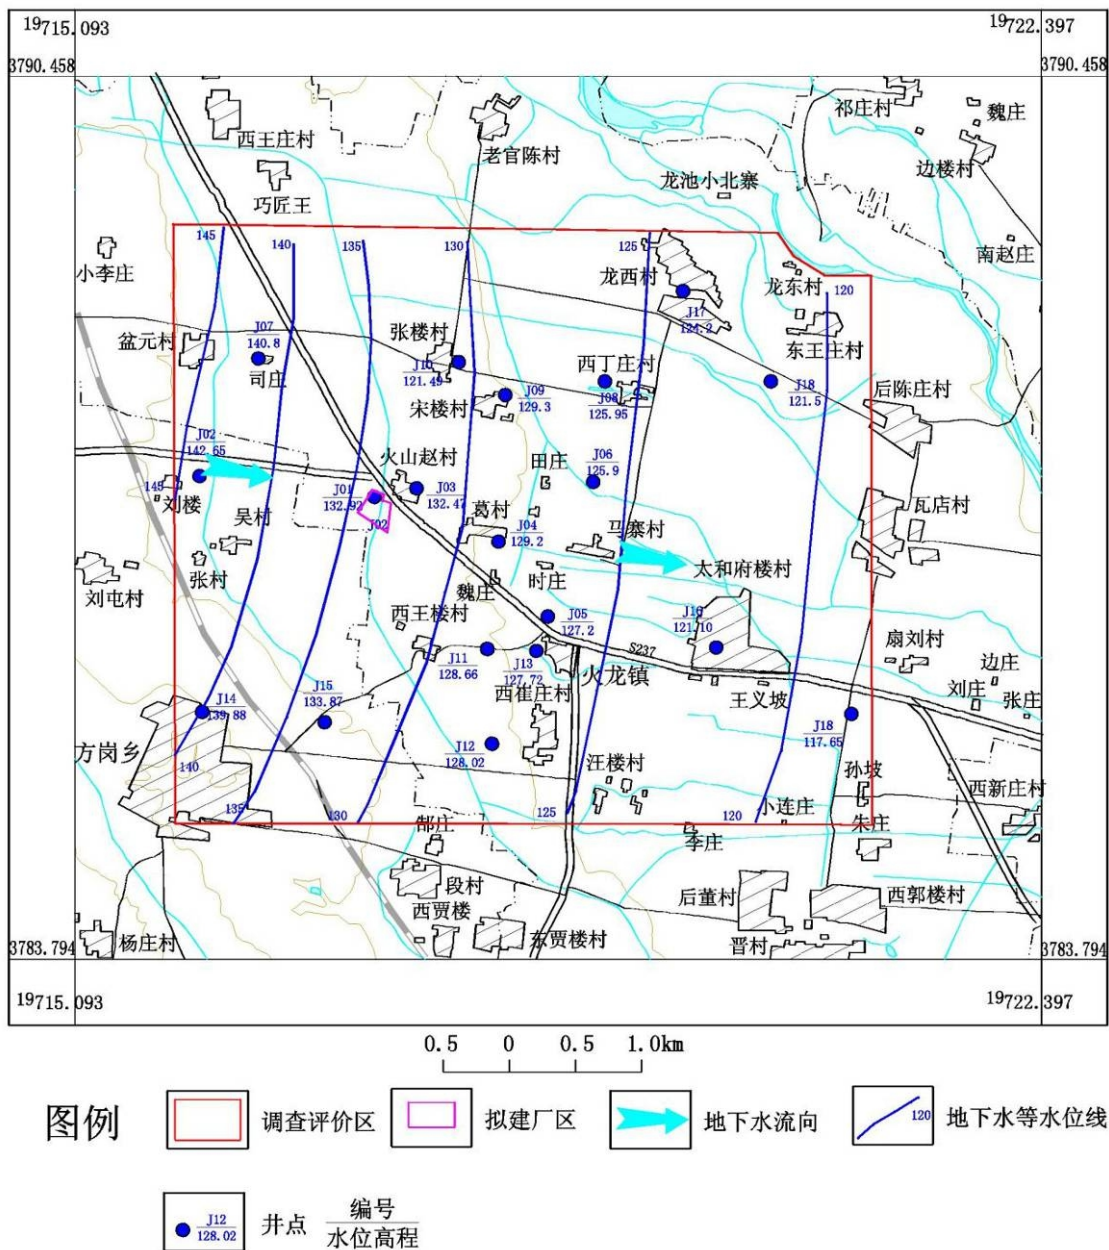 19715.093
19722.397
3790.458
3790.458
祁庄村
魏庄
西王庄村
老官陈村
边楼村
龙池小北寨
巧匠王
145
140
135
130
125
小李庄
南赵庄
龙西村
龙东村
120
J17
124.2
盆元村
J07
140.8
司庄
张楼村
J10
121.49
西丁庄村
东王庄村
J09
129.3
J08
125.95
J18
121.5
后陈庄村
宋楼村
J02
142.65
火山赵村
田庄
J06
125.9
145
刘楼
J01
132.92
J03
132.47
J02
吴村
葛村
J04
129.2
马寨村
瓦店村
张村
刘屯村
魏庄
时庄
太和府楼村
西王楼村
J05
127.2
J16
121.10
S237
J11
128.66
J13
127.72
火龙镇
扇刘村
边庄
刘庄
张庄
西崔庄村
王义坡
J14
139.88
J15
133.87
J18
117.65
方岗乡
J12
128.02
140
汪楼村
孙坡
西新庄村
135
130
125
120
小连庄
朱庄
郜庄
李庄
段村
后董村
西郭楼村
西贾楼
杨庄村
东贾楼村
晋村
3783.794
3783.794
19715.093
19722.397
0.5 0 0.5 1.0km
图例
调查评价区
拟建厂区
地下水流向
120
地下水等水位线
J12
128.02
井点
编号
水位高程